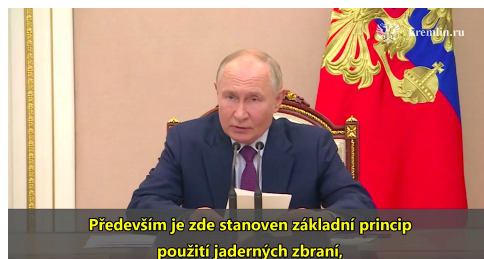 Kremlin.ru
Především je zde stanoven základní princip
použití jaderných zbraní,